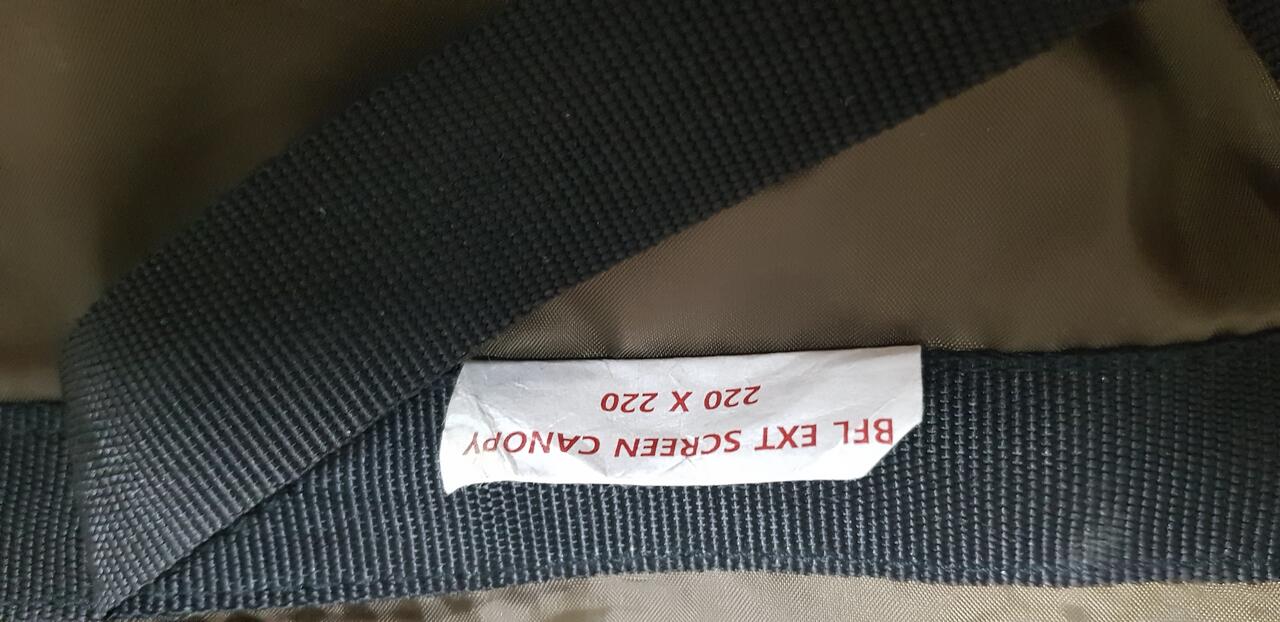 BFL EXT SCREEN CANOPY
220 X 220